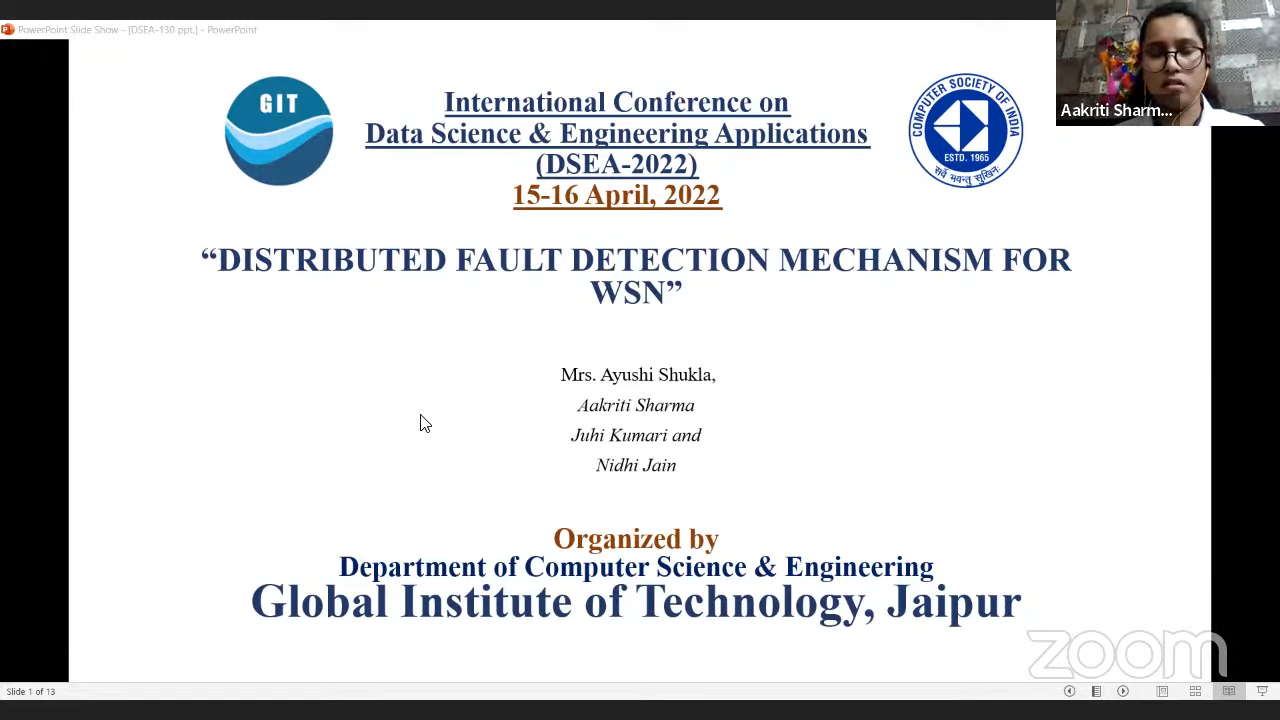 PowerPoint Slide Show - [DSEA-130 ppt.] - PowerPoint
GIT
International Conference on
Data Science & Engineering Applications
(DSEA-2022)
15-16 April, 2022
COMPUTER SOCIETY OF INDIA
ESTD. 1965
सर्वे भवन्तु सुखिनः
Aakriti Sharm...
“DISTRIBUTED FAULT DETECTION MECHANISM FOR
WSN”
Mrs. Ayushi Shukla,
Aakriti Sharma
Juhi Kumari and
Nidhi Jain
Organized by
Department of Computer Science & Engineering
Global Institute of Technology, Jaipur
zoom
Slide 1 of 13